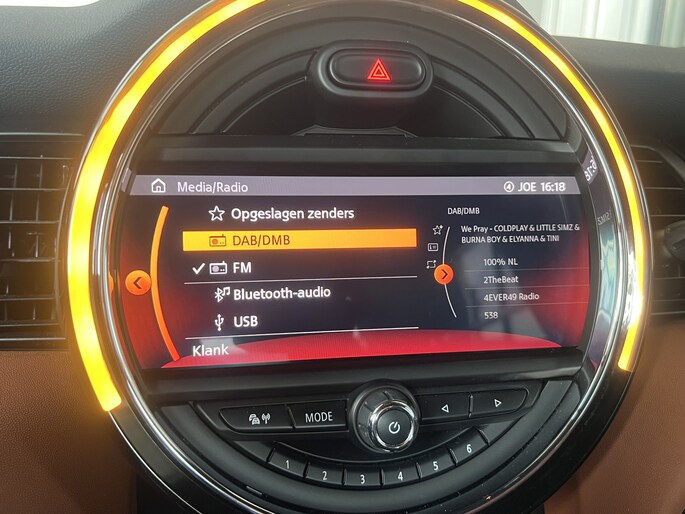 Media/Radio
JOE 16:18
Opgeslagen zenders
DAB/DMB
FM
Bluetooth-audio
USB
Klank
DAB/DMB
We Pray - COLDPLAY & LITTLE SIMZ &
BURNA BOY & ELYANNA & TINI
100% NL
2TheBeat
4EVER49 Radio
538
MODE
1 2 3 4 5 6